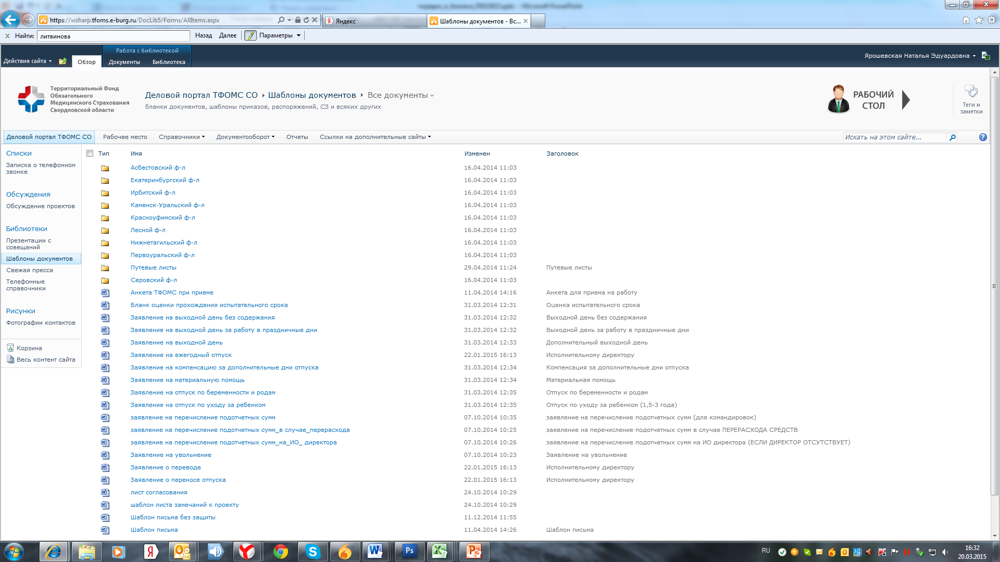 https://wsharp.tfoms.e-burg.ru/DocLib5/Forms/AllItems.aspx
Яндекс
Шаблоны документов - Вс...
Найти: литвинова Назад Далее Параметры
Работа с библиотекой
Действия сайта Обзор Документы Библиотека
Ярошевская Наталья Эдуардовна
Территориальный Фонд
Обязательного
Медицинского Страхования
Свердловской области
Деловой портал ТФОМС СО Шаблоны документов Все документы
бланки документов, шаблоны приказов, распоряжений, СЗ и всяких других
РАБОЧИЙ
СТОЛ
Теги и
заметки
Деловой портал ТФОМС СО Рабочее место Справочники Документооборот Отчеты Ссылки на дополнительные сайты Искать на этом сайте...
Списки
Записка о телефонном
звонке
Обсуждения
Обсуждение проектов
Библиотеки
Презентации с
совещаний
Шаблоны документов
Свежая пресса
Телефонные
справочники
Рисунки
Фотографии контактов
Корзина
Весь контент сайта
Тип Имя Изменен Заголовок
Асбестовский ф-л 16.04.2014 11:03
Екатеринбургский ф-л 16.04.2014 11:03
Ирбитский ф-л 16.04.2014 11:03
Каменск-Уральский ф-л 16.04.2014 11:03
Красноуфимский ф-л 16.04.2014 11:03
Лесной ф-л 16.04.2014 11:03
Нижнетагильский ф-л 16.04.2014 11:03
Первоуральский ф-л 16.04.2014 11:03
Путевые листы 29.04.2014 11:24 Путевые листы
Серовский ф-л 16.04.2014 11:03
Анкета ТФОМС при приеме 11.04.2014 14:16 Анкета для приема на работу
Бланк оценки прохождения испытательного срока 31.03.2014 12:31 Оценка испытательного срока
Заявление на выходной день без содержания 31.03.2014 12:32 Выходной день без содержания
Заявление на выходной день за работу в праздничные дни 31.03.2014 12:32 Выходной день за работу в праздничные дни
Заявление на выходной день 31.03.2014 12:33 Дополнительный выходной день
Заявление на ежегодный отпуск 22.01.2015 16:13 Исполнительному директору
Заявление на компенсацию за дополнительные дни отпуска 31.03.2014 12:34 Компенсация за дополнительные дни отпуска
Заявление на материальную помощь 31.03.2014 12:34 Материальная помощь
Заявление на отпуск по беременности и родам 31.03.2014 12:35 Отпуск по беременности и родам
Заявление на отпуск по уходу за ребенком 31.03.2014 12:35 Отпуск по уходу за ребенком (1,5-3 года)
заявление на перечисление подотчетных сумм 07.10.2014 10:35 заявление на перечисление подотчетных сумм (для командировок)
заявление на перечисление подотчетных сумм_в случае_перерасхода 07.10.2014 10:25 заявление на перечисление подотчетных сумм в случае ПЕРЕРАСХОДА СРЕДСТВ
заявление на перечисление подотчетных сумм_на_ИО_ директора 07.10.2014 10:26 заявление на перечисление подотчетных сумм на ИО директора (ЕСЛИ ДИРЕКТОР ОТСУТСТВУЕТ)
Заявление на увольнение 07.10.2014 10:23 Заявление на увольнение
Заявление о переводе 22.01.2015 16:13 Исполнительному директору
Заявление о переносе отпуска 22.01.2015 16:13 Исполнительному директору
лист согласования 24.10.2014 10:29
шаблон листа замечаний к проекту 24.10.2014 10:29
Шаблон письма без защиты 11.12.2014 11:55
Шаблон письма 11.04.2014 14:26 Шаблон письма
RU
16:32
20.03.2015